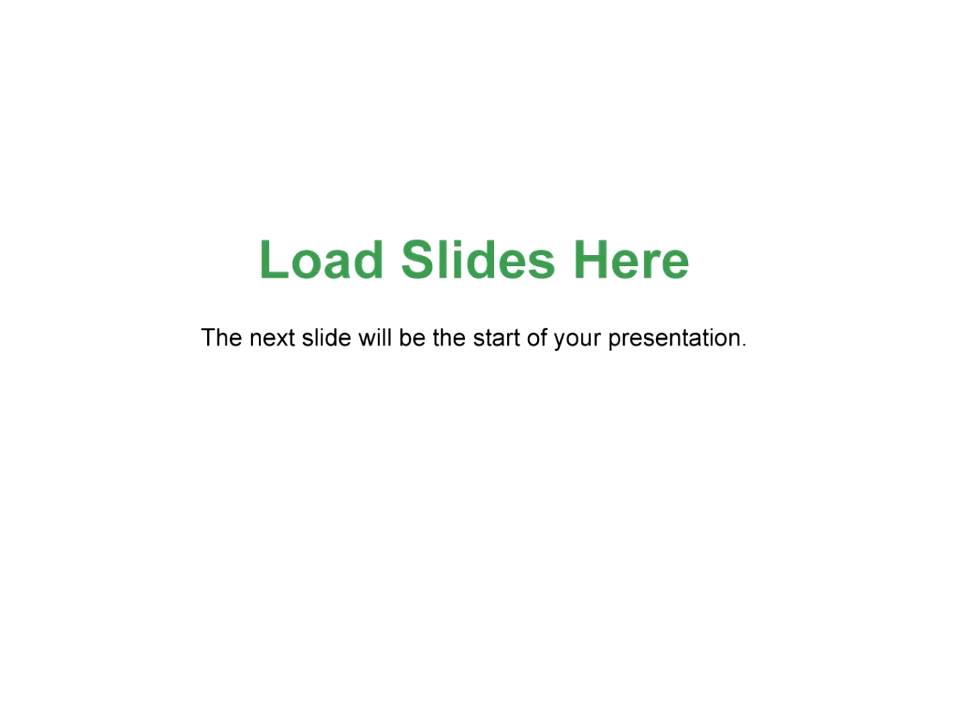 Load Slides Here
The next slide will be the start of your presentation.